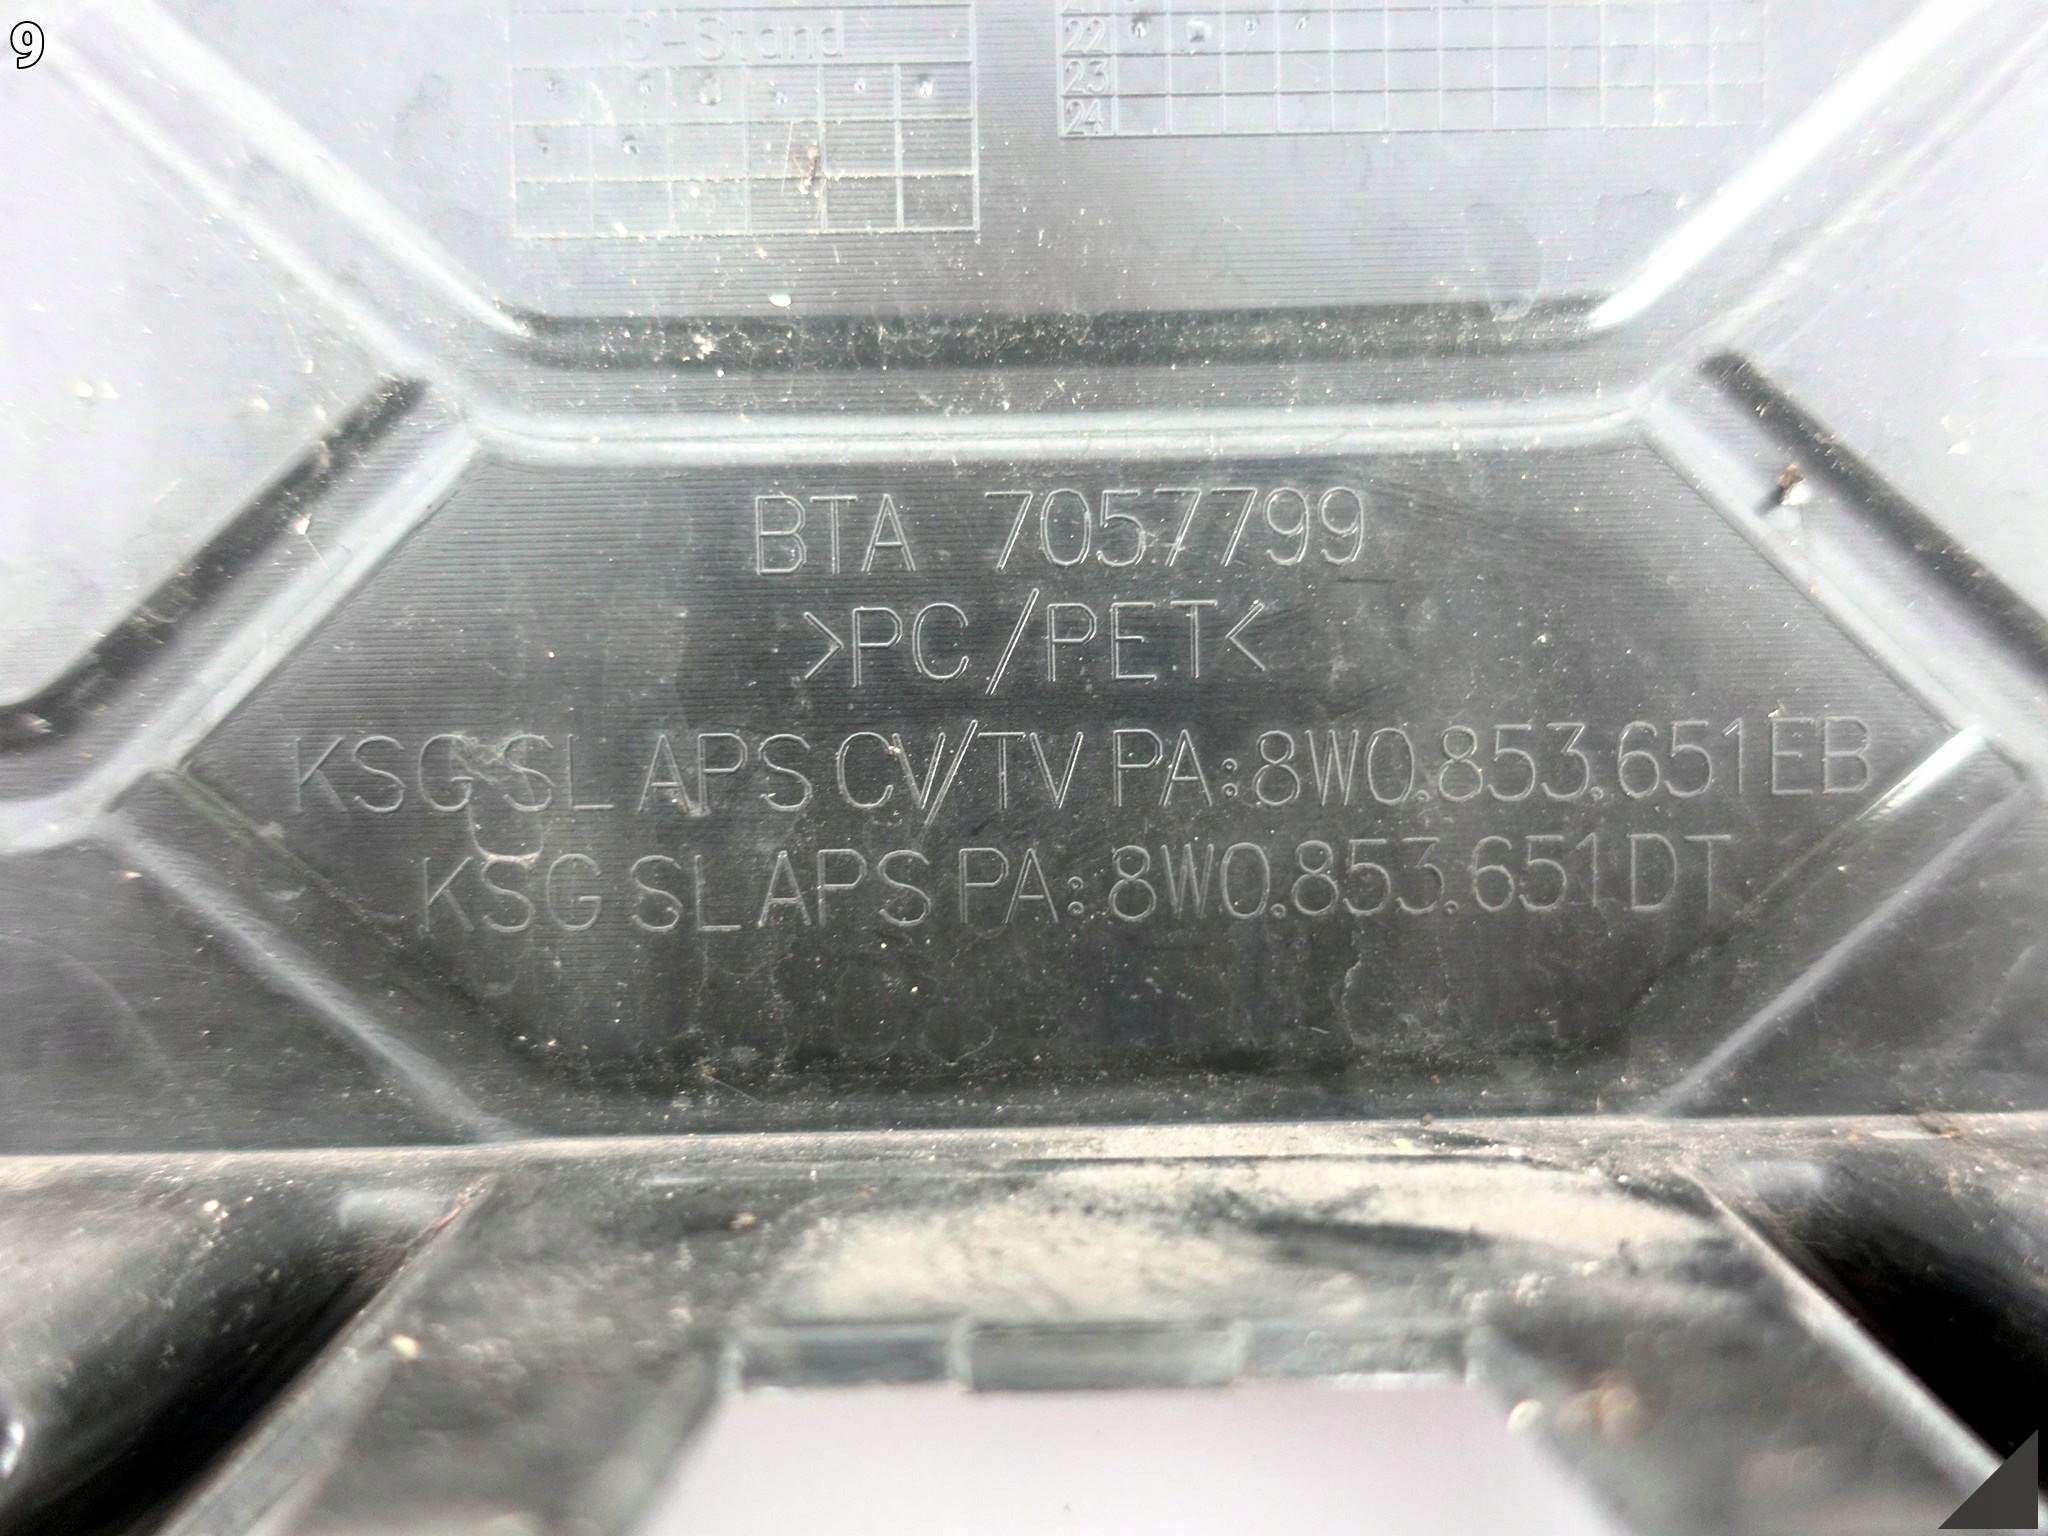 9
S-Stand
22
23
24
BTA 7057799
>PC/PET<
KSG SL APS CV/TV PA:8W0.853.651EB
KSG SL APS PA:8W0.853.651DT